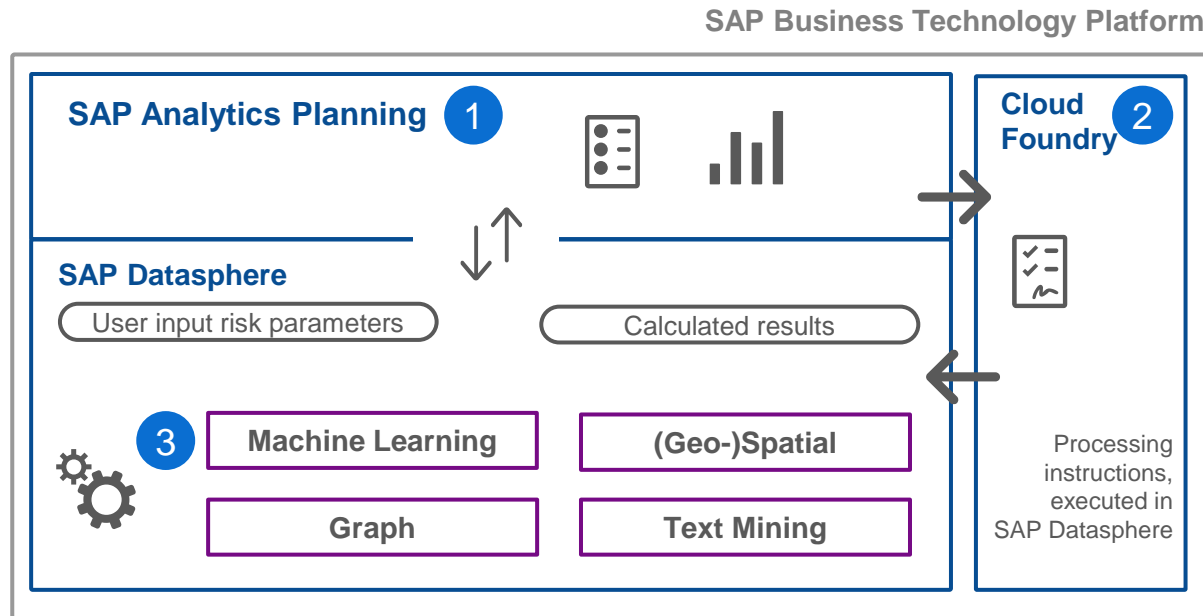 SAP Business Technology Platform
SAP Analytics Planning
1
Cloud
Foundry
2
SAP Datasphere
User input risk parameters
Calculated results
3
Machine Learning
(Geo-)Spatial
Graph
Text Mining
Processing
instructions,
executed in
SAP Datasphere